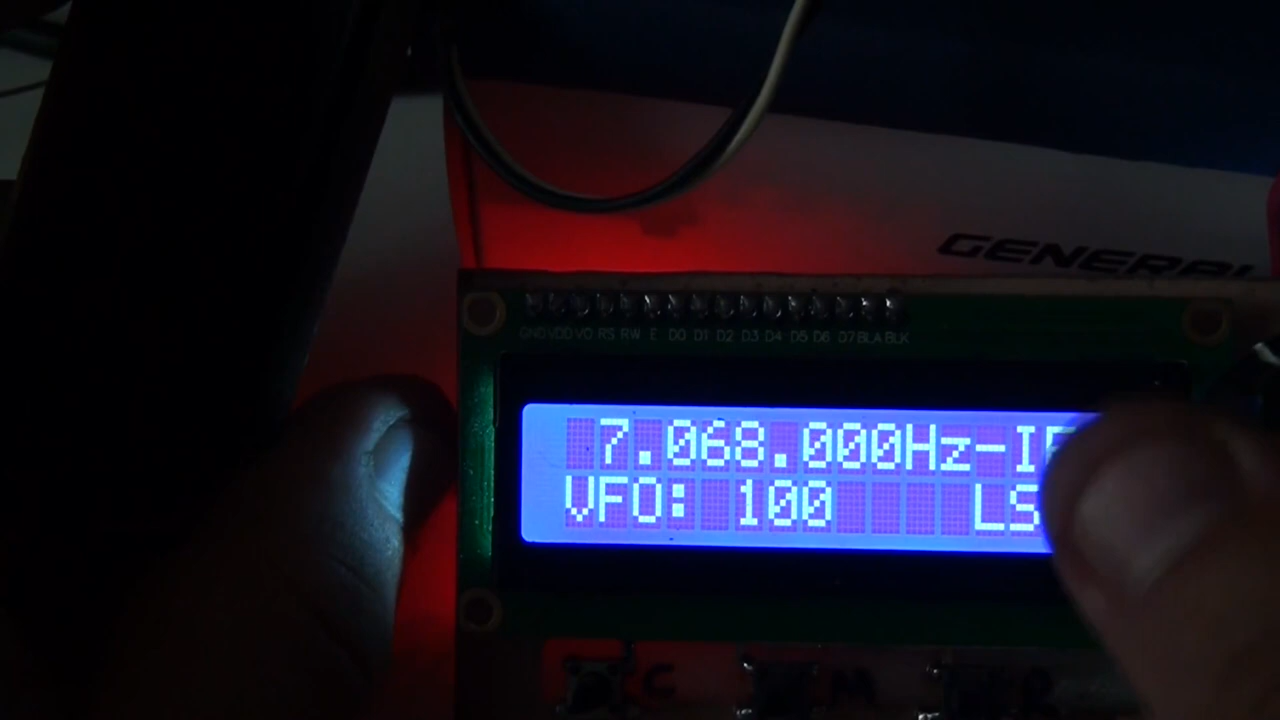 GENERAL
GND VDD VO RS RW E D0 D1 D2 D3 D4 D5 D6 D7 BLA BLK
7.068.000Hz-I
VFO: 100 LS
C M